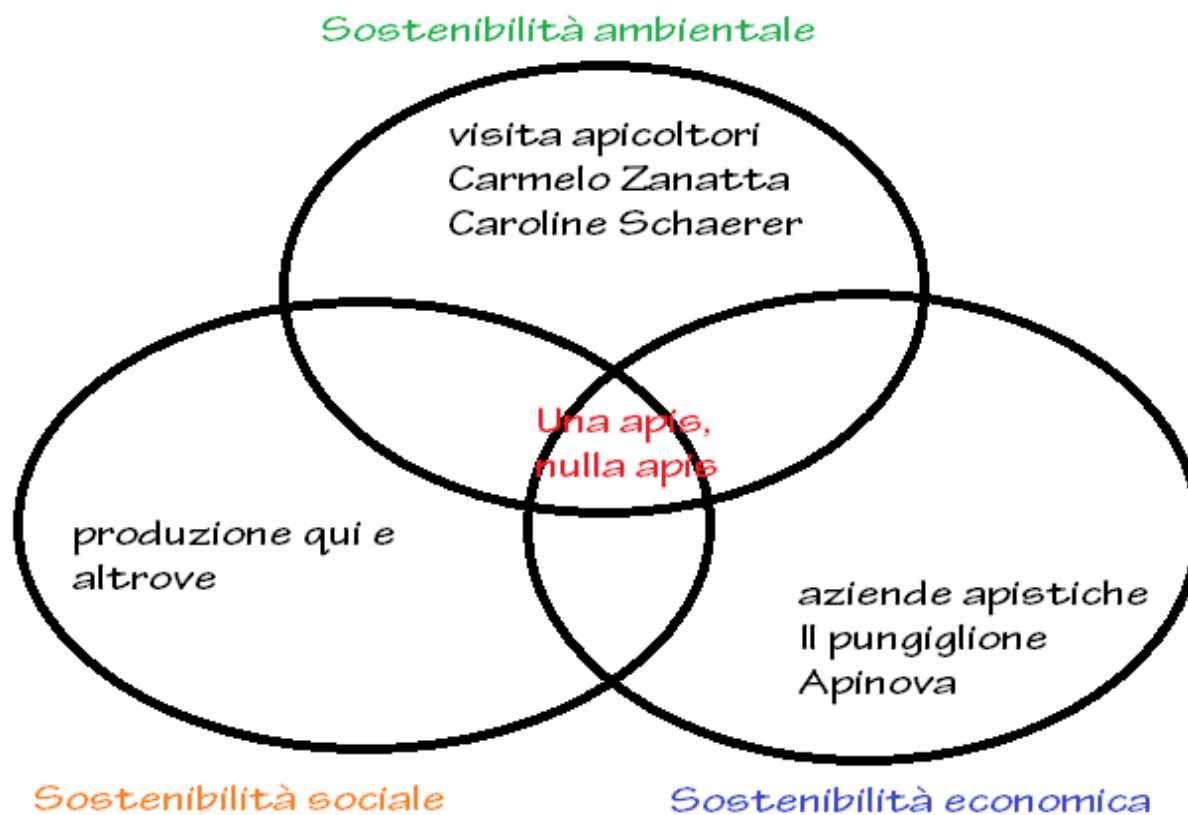 Sostenibilità ambientale
visita apicoltori
Carmelo Zanatta
Caroline Schaerer
Una apis,
nulla apis
produzione qui e
altrove
aziende apistiche
Il pungiglione
Apinova
Sostenibilità sociale
Sostenibilità economica